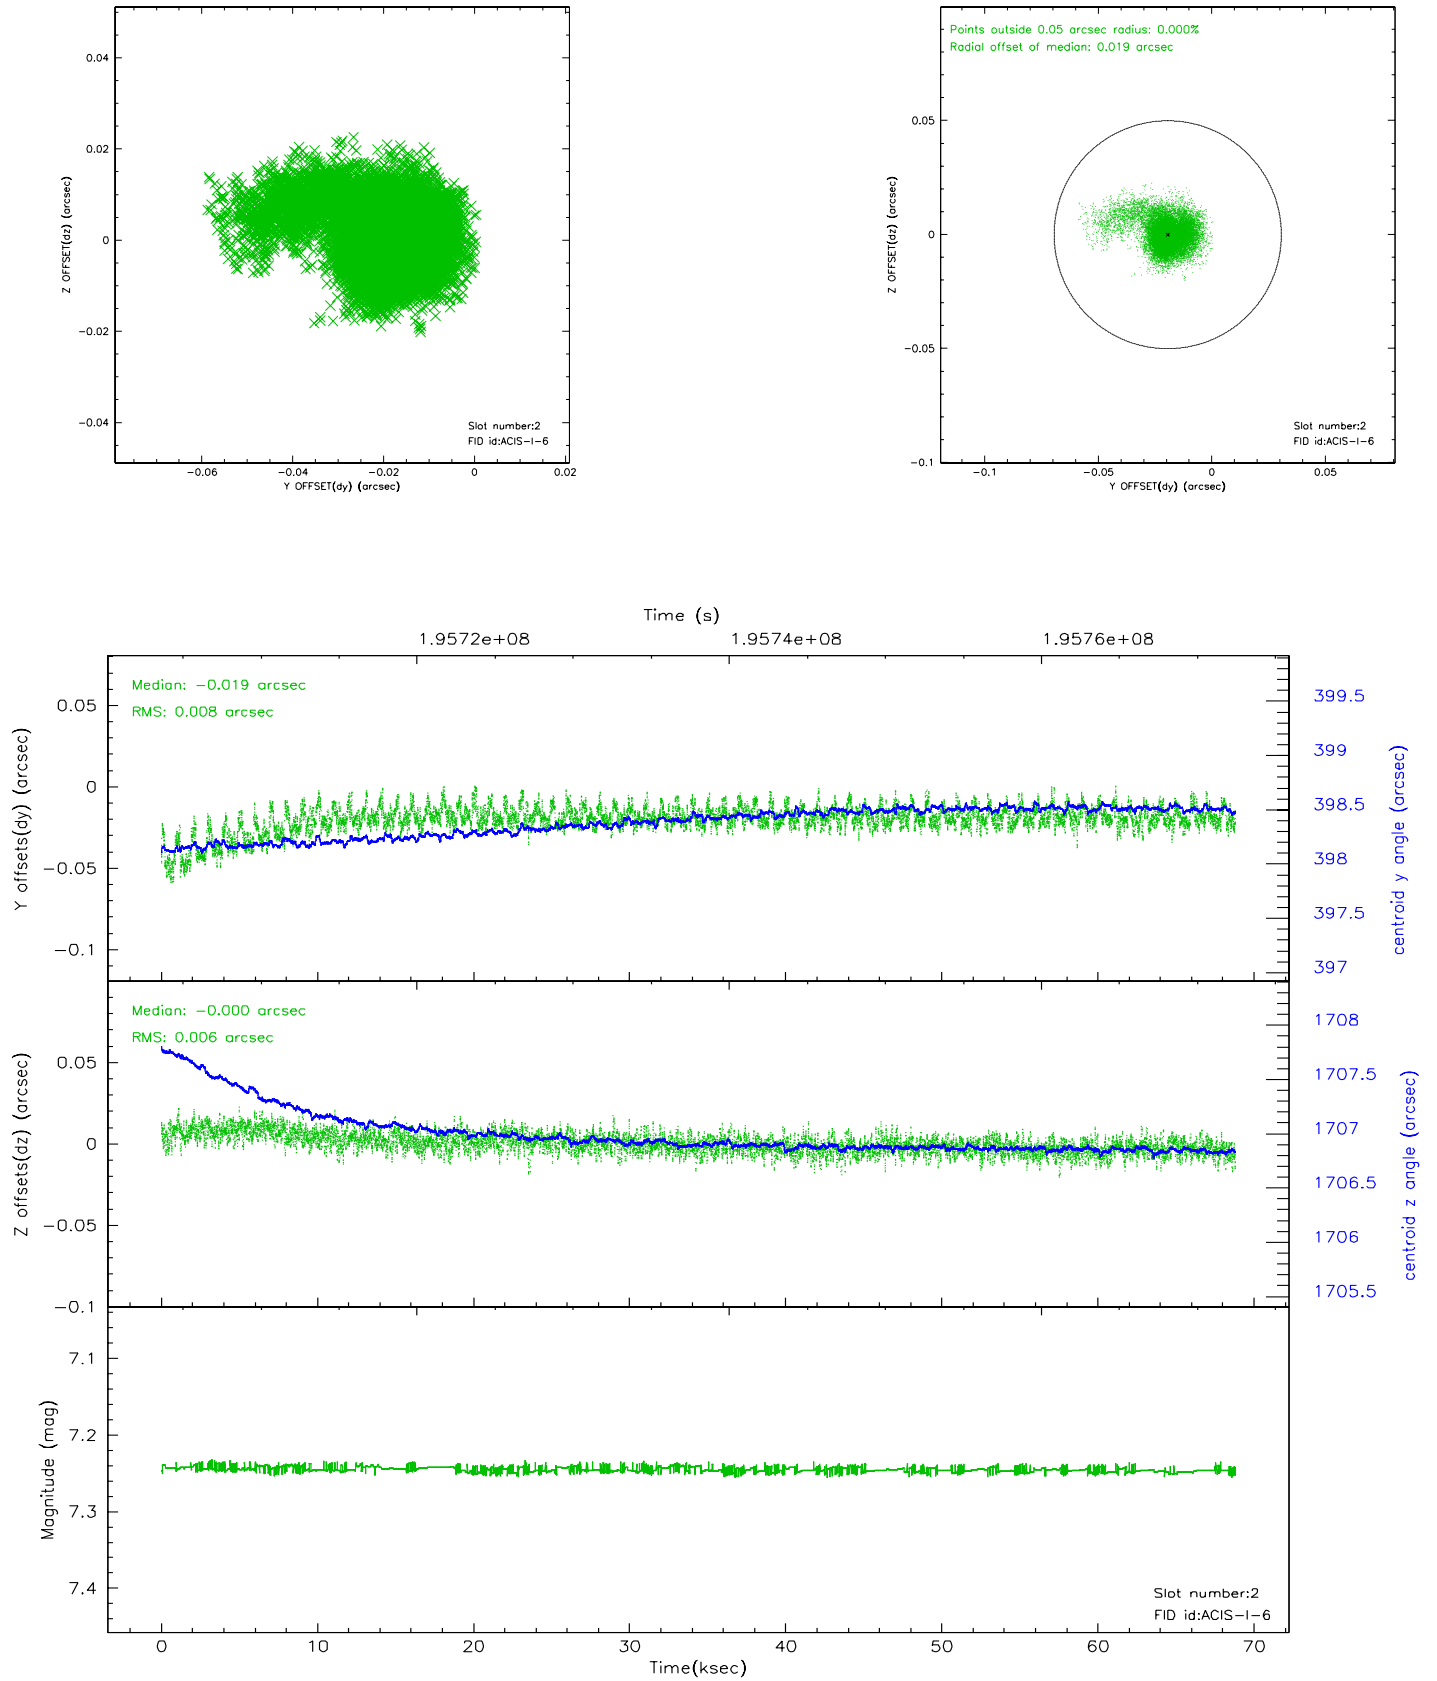 0.04
0.02
0
−0.02
−0.04
Z OFFSET(dz) (arcsec)
Slot number:2
FID id:ACIS−I−6
−0.06
−0.04
−0.02
0
0.02
Y OFFSET(dy) (arcsec)
Points outside 0.05 arcsec radius: 0.000%
Radial offset of median: 0.019 arcsec
0.05
0
−0.05
−0.1
Z OFFSET(dz) (arcsec)
Slot number:2
FID id:ACIS−I−6
−0.1
−0.05
0
0.05
Y OFFSET(dy) (arcsec)
Time (s)
1.9572e+08
1.9574e+08
1.9576e+08
Median: −0.019 arcsec
RMS: 0.008 arcsec
0.05
0
−0.05
−0.1
Y offsets(dy) (arcsec)
399.5
399
398.5
398
397.5
397
centroid y angle (arcsec)
Median: −0.000 arcsec
RMS: 0.006 arcsec
0.05
0
−0.05
−0.1
Z offsets(dz) (arcsec)
1708
1707.5
1707
1706.5
1706
1705.5
centroid z angle (arcsec)
7.1
7.2
7.3
7.4
Magnitude (mag)
Slot number:2
FID id:ACIS−I−6
0
10
20
30
40
50
60
70
Time(ksec)